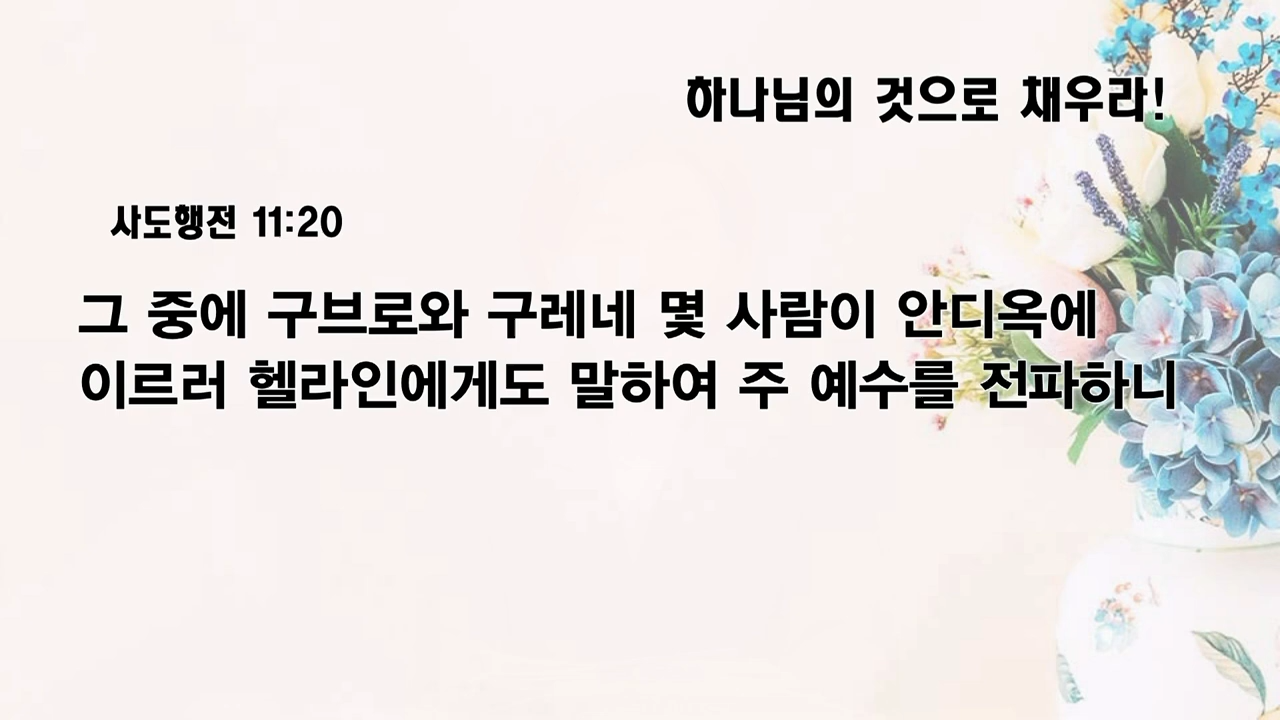 하나님의 것으로 채우라!
사도행전 11:20
그 중에 구브로와 구레네 몇 사람이 안디옥에
이르러 헬라인에게도 말하여 주 예수를 전파하니